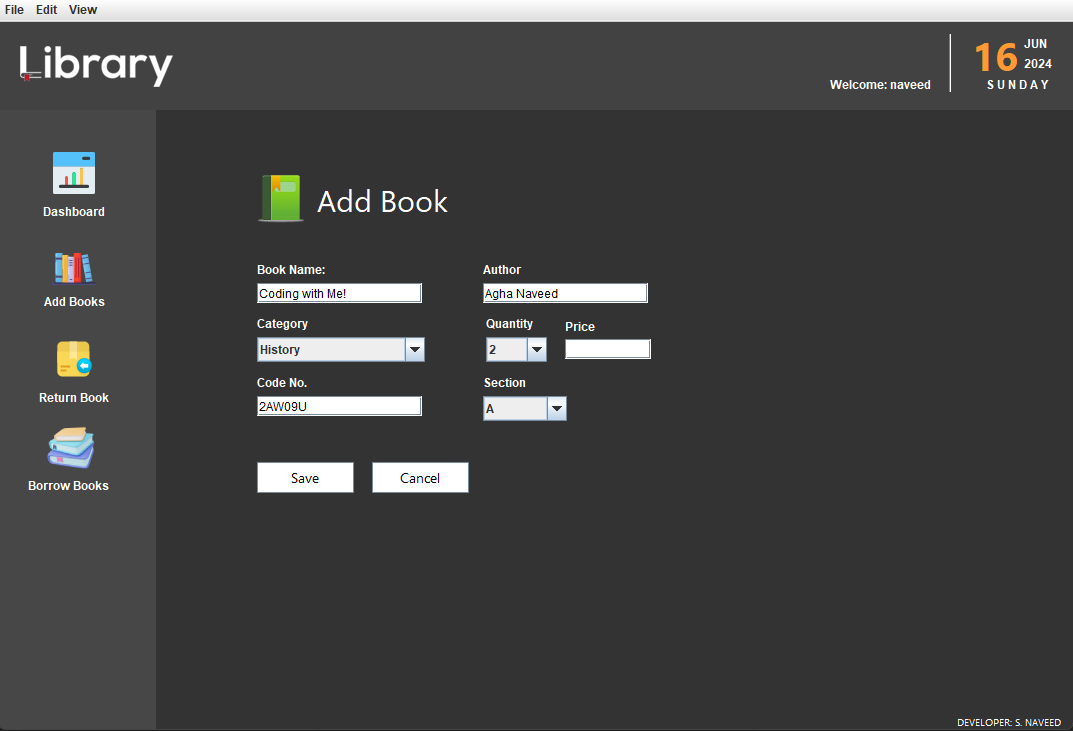 File Edit View
Library
16 JUN
2024
SUNDAY
Welcome: naveed
Dashboard
Add Books
Return Book
Borrow Books
Add Book
Book Name: Author
Coding with Me! Agha Naveed
Category Quantity Price
History 2
Code No. Section
2AW09U A
Save Cancel
DEVELOPER: S. NAVEED